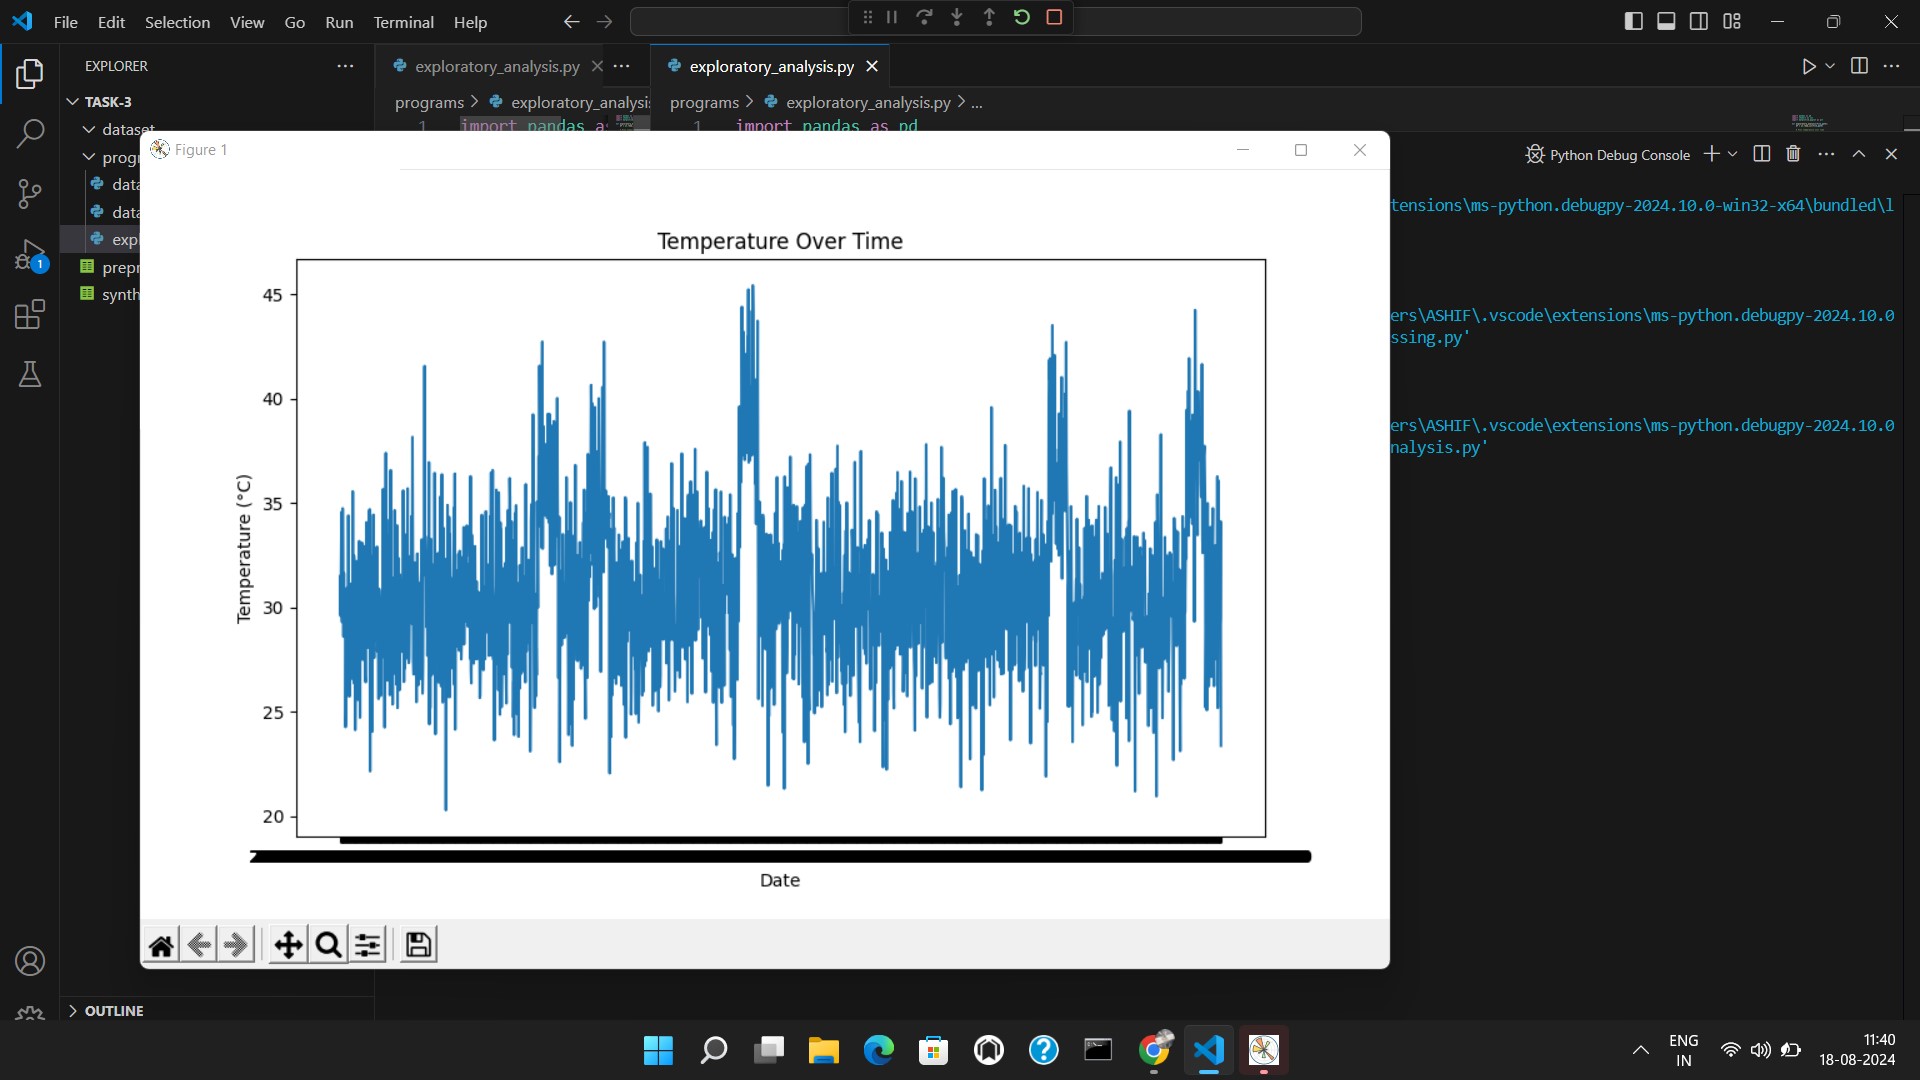 File Edit Selection View Go Run Terminal Help
EXPLORER
exploratory_analysis.py
exploratory_analysis.py
TASK-3
programs > exploratory_analysi
programs > exploratory_analysis.py > ...
dataset
1 import pandas as
1 import pandas as pd
progr
data
data
expl
prepr
synth
1
Figure 1
Python Debug Console
tensions\ms-python.debugpy-2024.10.0-win32-x64\bundled\l
ers\ASHIF\.vscode\extensions\ms-python.debugpy-2024.10.0
ssing.py'
ers\ASHIF\.vscode\extensions\ms-python.debugpy-2024.10.0
nalysis.py'
Temperature Over Time
45
40
35
30
25
20
Temperature (°C)
Date
OUTLINE
ENG
IN
11:40
18-08-2024